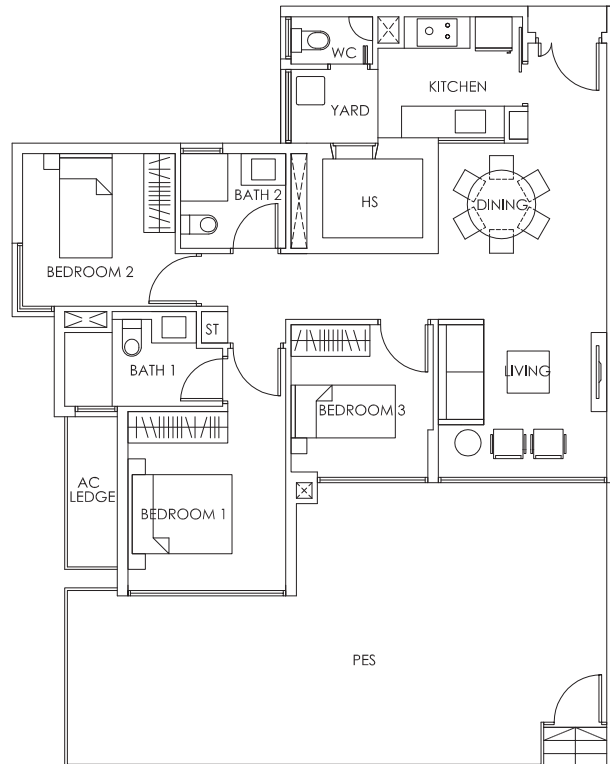 WC
KITCHEN
YARD
BATH 2
HS
DINING
BEDROOM 2
ST
BATH 1
LIVING
BEDROOM 3
AC
LEDGE
BEDROOM 1
PES